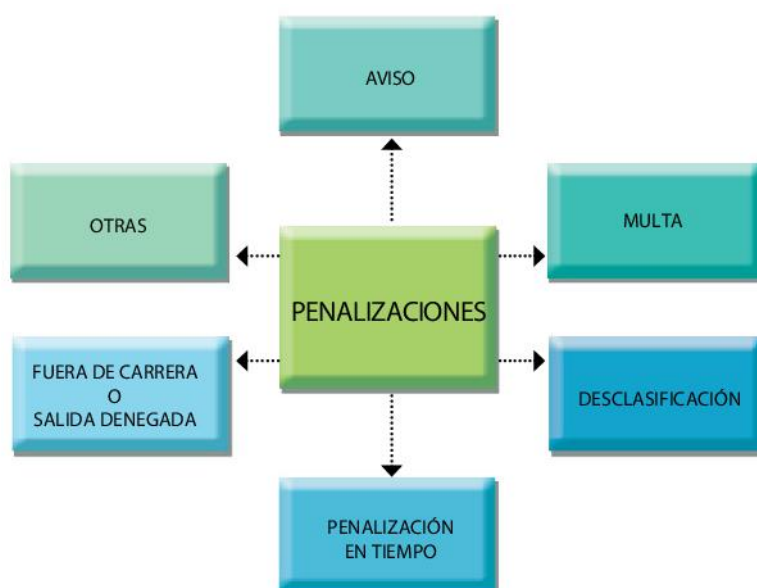 AVISO
OTRAS
MULTA
PENALIZACIONES
FUERA DE CARRERA
O
SALIDA DENEGADA
DESCLASIFICACIÓN
PENALIZACIÓN
EN TIEMPO